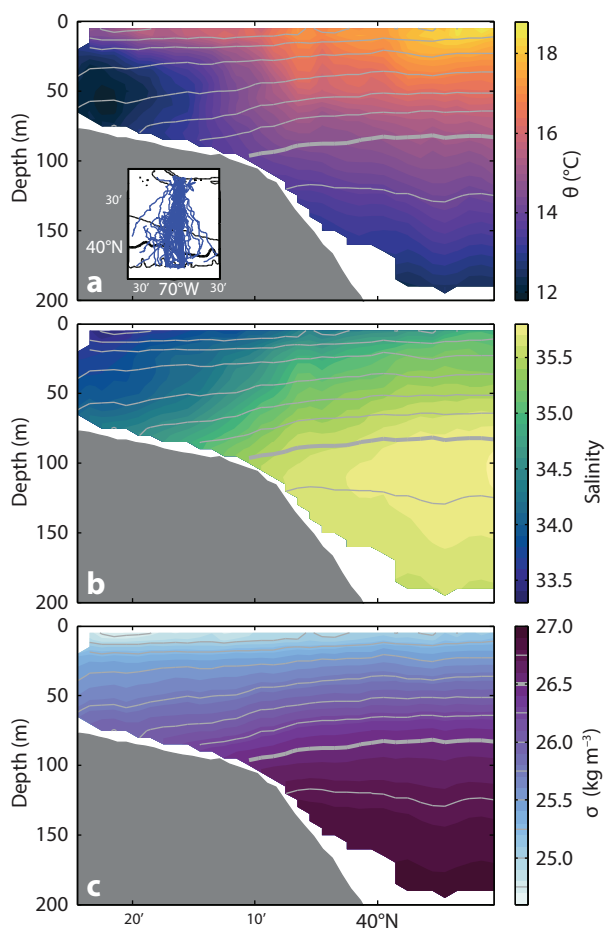 0
50
100
150
200
Depth (m)
a
30′
40°N
30′
70°W
30′
18
16
14
12
θ (°C)
0
50
100
150
200
Depth (m)
b
35.5
35.0
34.5
34.0
33.5
Salinity
0
50
100
150
200
Depth (m)
c
27.0
26.5
26.0
25.5
25.0
σ (kg m⁻³)
20′
10′
40°N